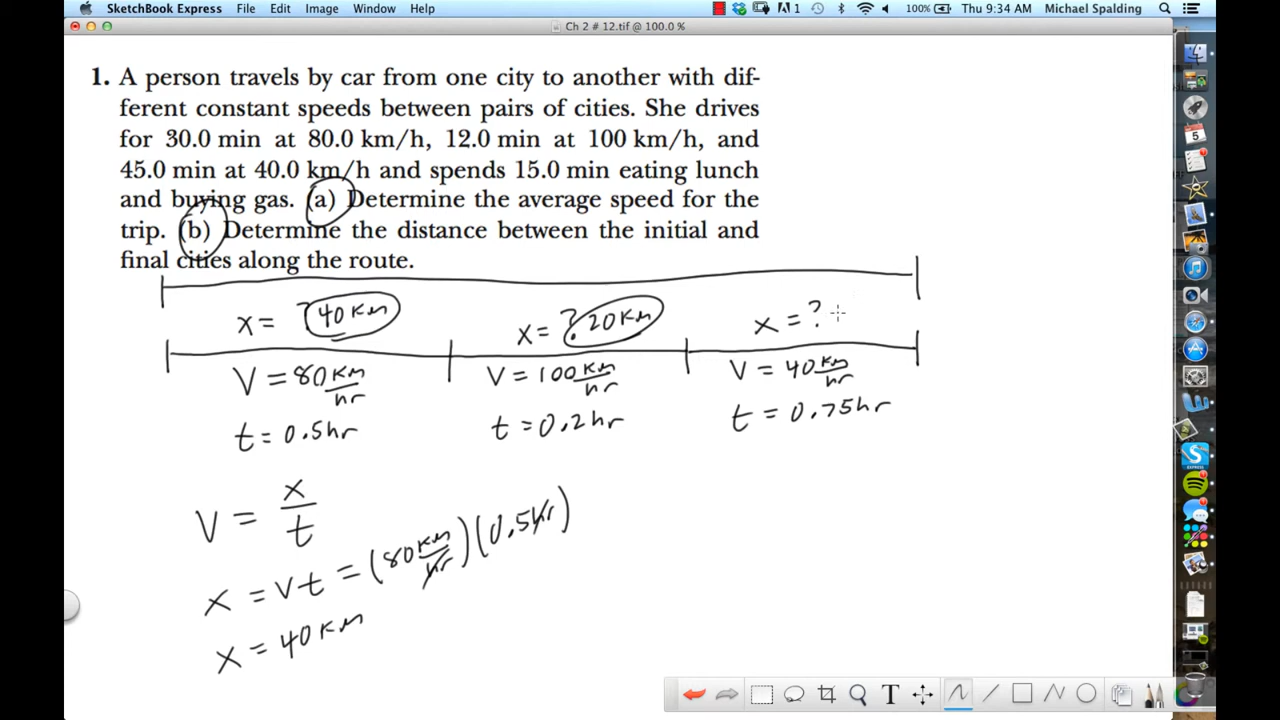 SketchBook Express File Edit Image Window Help 1 100% Thu 9:34 AM Michael Spalding
Ch 2 # 12.tif @ 100.0 %
1. A person travels by car from one city to another with dif-
ferent constant speeds between pairs of cities. She drives
for 30.0 min at 80.0 km/h, 12.0 min at 100 km/h, and
45.0 min at 40.0 km/h and spends 15.0 min eating lunch
and buying gas. (a) Determine the average speed for the
trip. (b) Determine the distance between the initial and
final cities along the route.
x = ? 40 Km x = ? 20 Km x = ?
V = 80 Km/hr V = 100 Km/hr V = 40 Km/hr
t = 0.5hr t = 0.2hr t = 0.75hr
V = x/t
x = Vt = (80 Km/hr)(0.5hr)
x = 40 Km
5
S
T